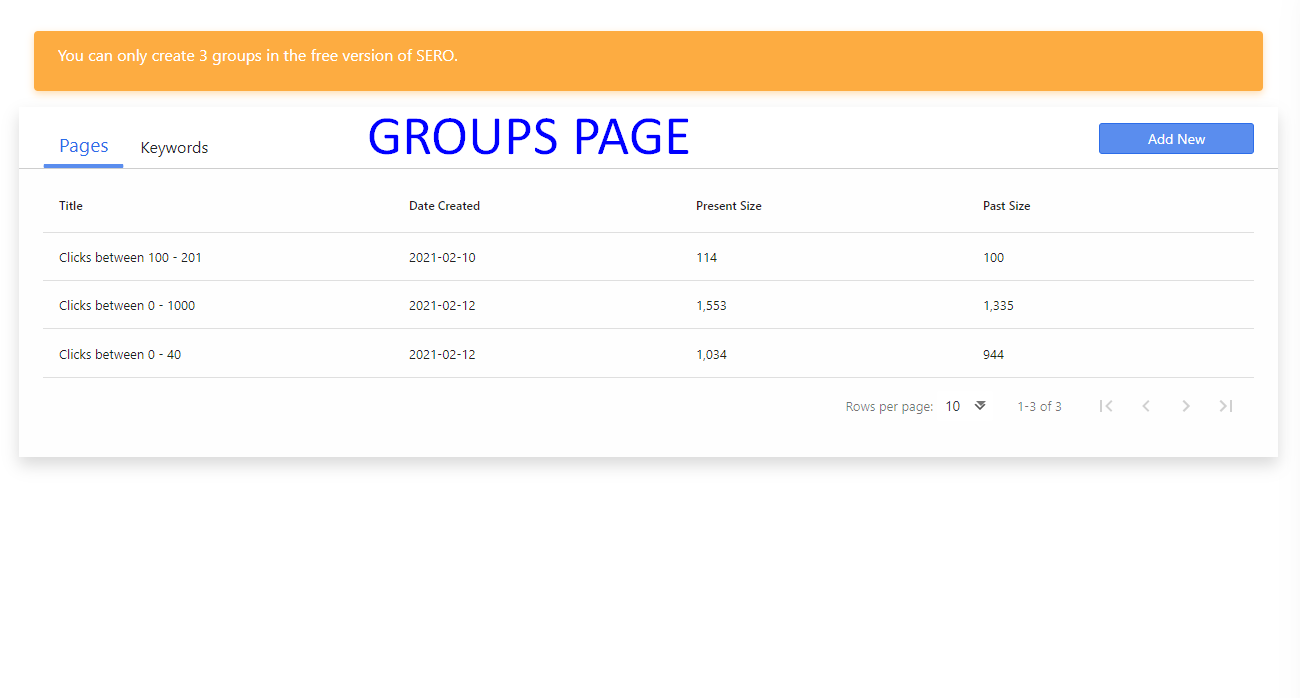 You can only create 3 groups in the free version of SERO.
GROUPS PAGE
Pages Keywords Add New
Title Date Created Present Size Past Size
Clicks between 100 - 201 2021-02-10 114 100
Clicks between 0 - 1000 2021-02-12 1,553 1,335
Clicks between 0 - 40 2021-02-12 1,034 944
Rows per page: 10 1-3 of 3